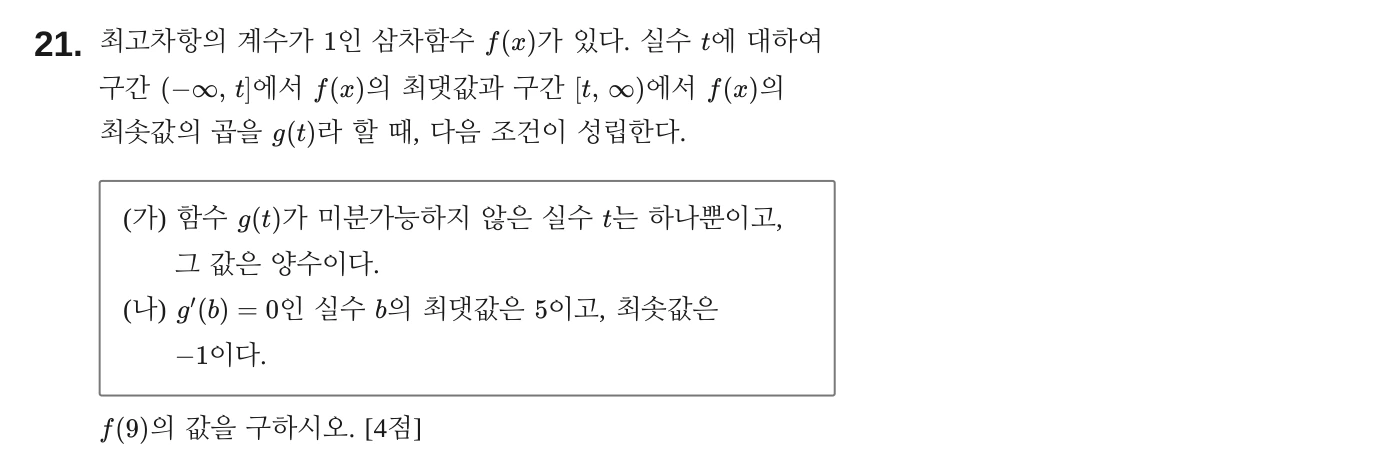 21. 최고차항의 계수가 1인 삼차함수 f(x)가 있다. 실수 t에 대하여
구간 (−∞, t]에서 f(x)의 최댓값과 구간 [t, ∞)에서 f(x)의
최솟값의 곱을 g(t)라 할 때, 다음 조건이 성립한다.
(가) 함수 g(t)가 미분가능하지 않은 실수 t는 하나뿐이고,
그 값은 양수이다.
(나) g′(b) = 0인 실수 b의 최댓값은 5이고, 최솟값은
−1이다.
f(9)의 값을 구하시오. [4점]